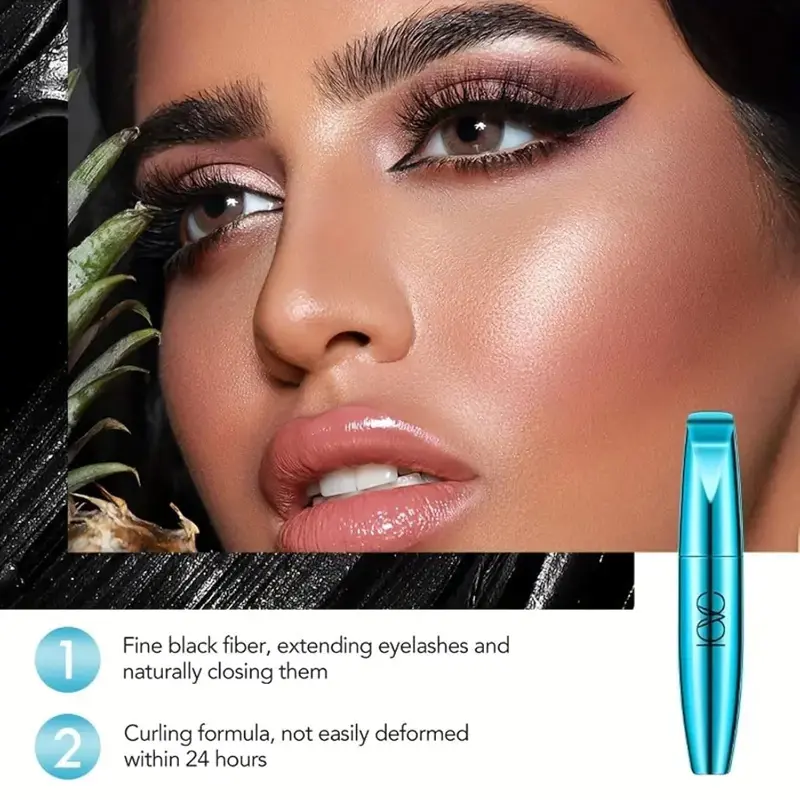 1
Fine black fiber, extending eyelashes and
naturally closing them
2
Curling formula, not easily deformed
within 24 hours